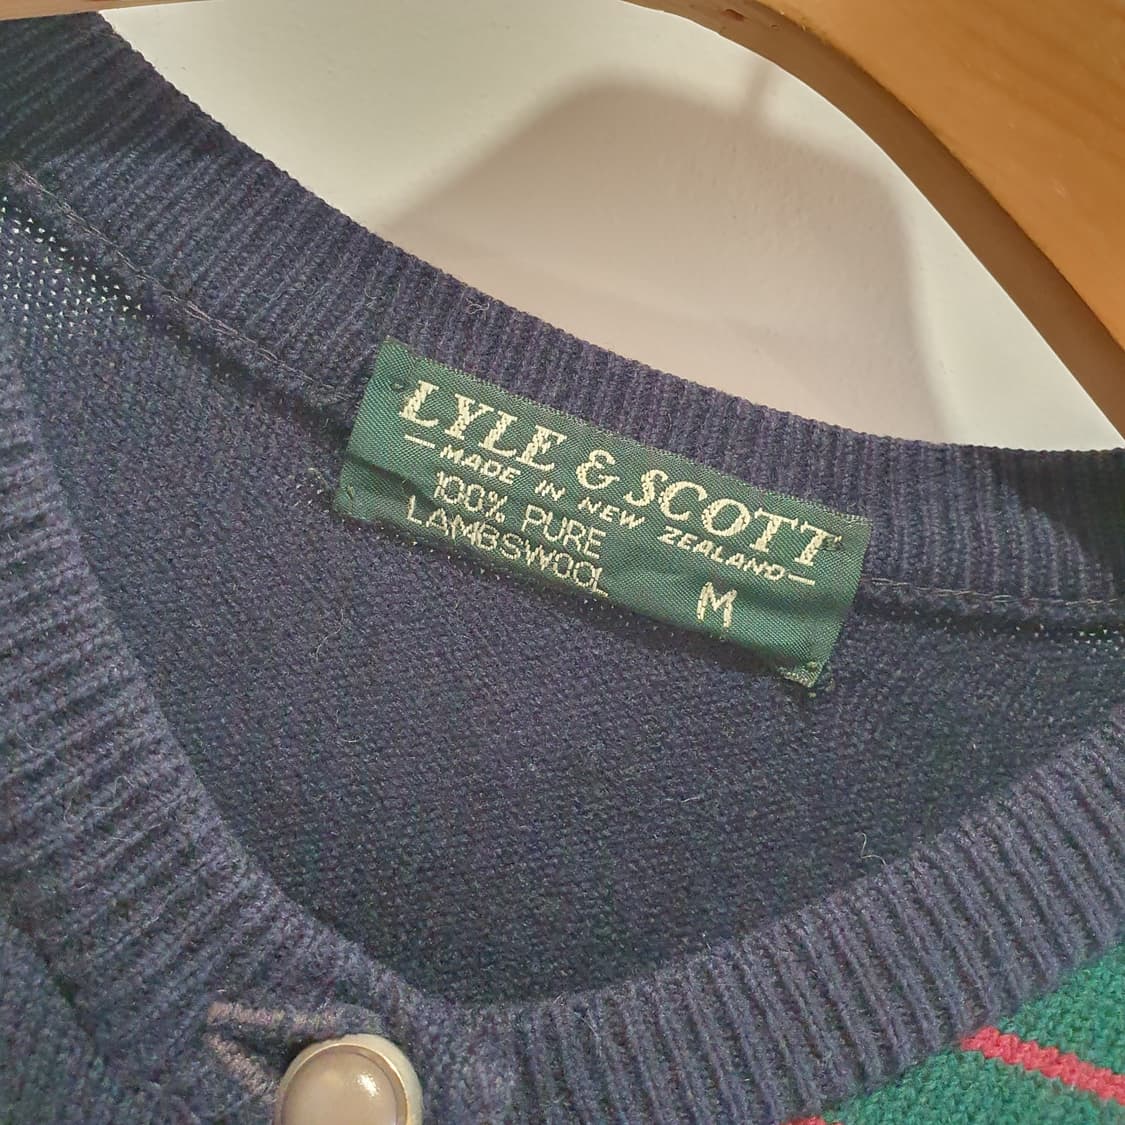 LYLE & SCOTT
— MADE IN NEW ZEALAND —
100% PURE
LAMBSWOOL
M